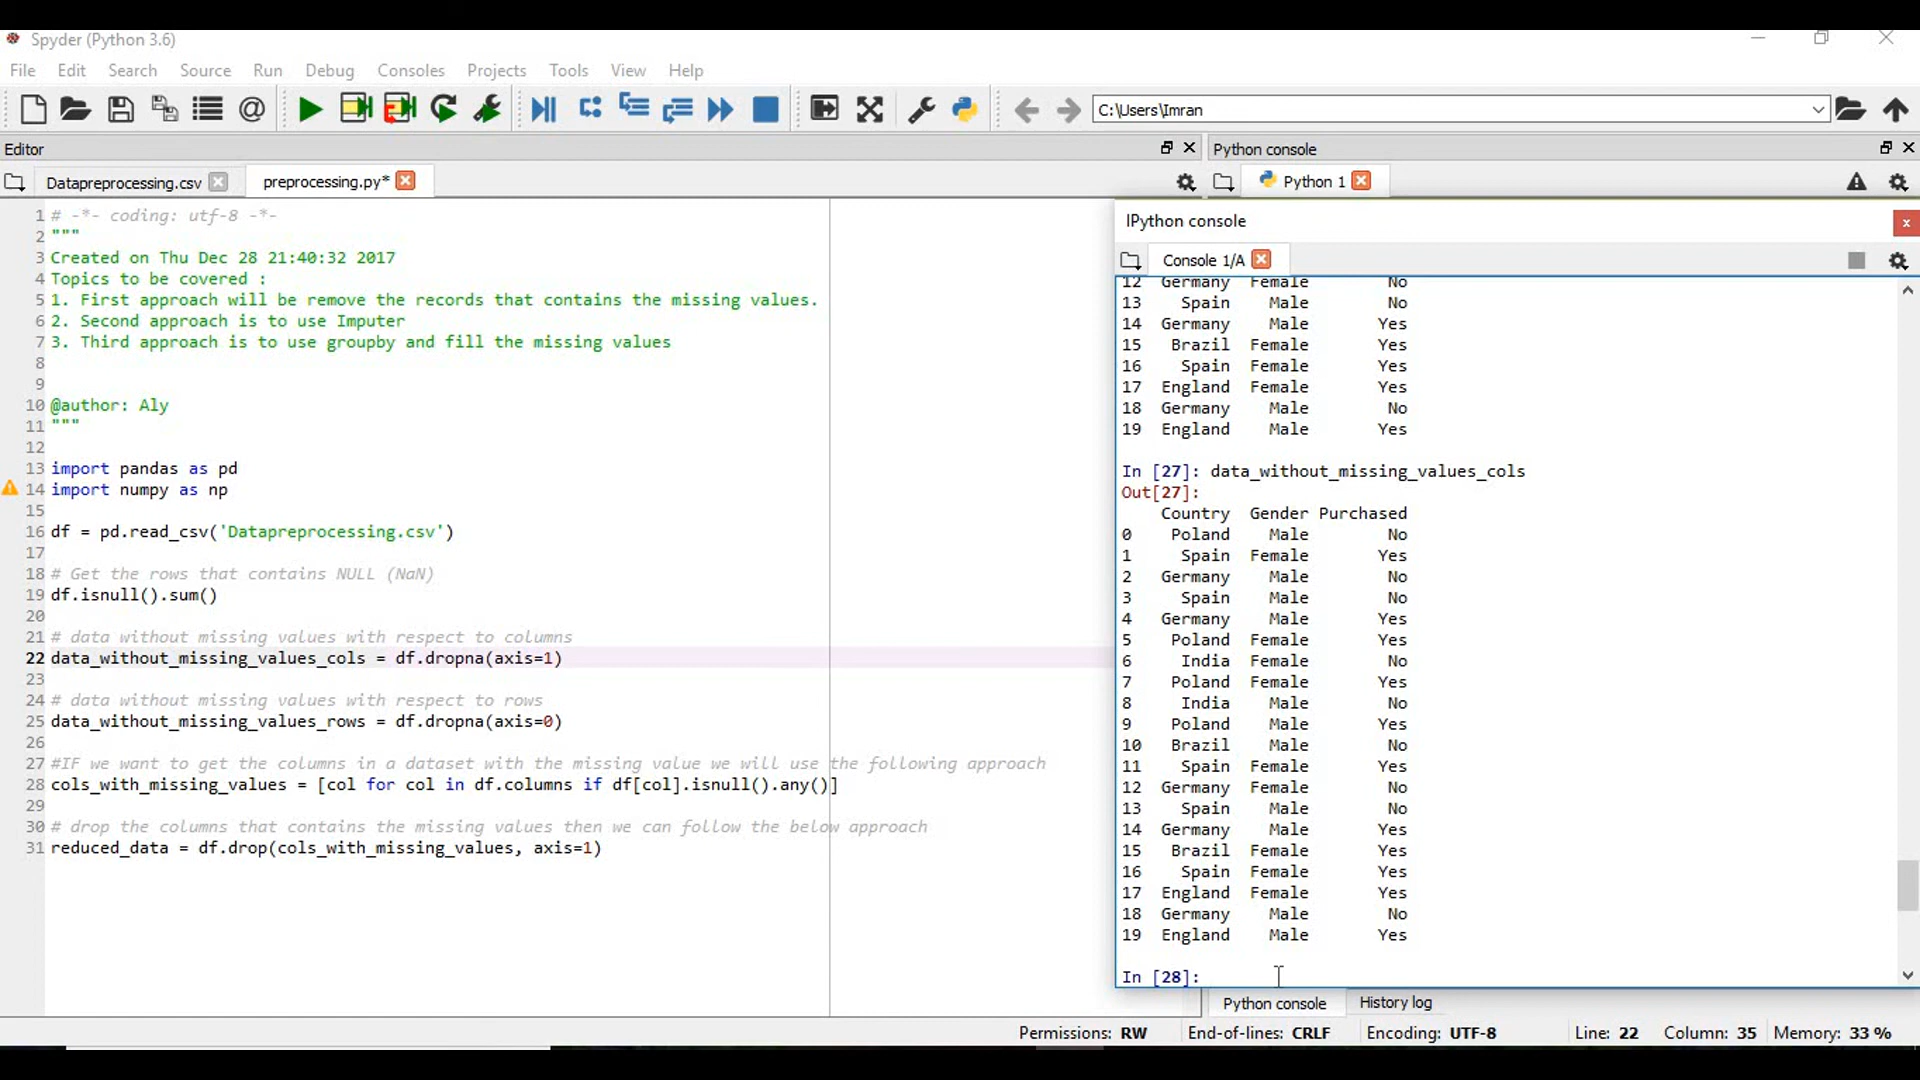 Spyder (Python 3.6)
File Edit Search Source Run Debug Consoles Projects Tools View Help
C:\Users\Imran
Editor
Datapreprocessing.csv preprocessing.py*
1 # -*- coding: utf-8 -*-
2 """
3 Created on Thu Dec 28 21:40:32 2017
4 Topics to be covered :
5 1. First approach will be remove the records that contains the missing values.
6 2. Second approach is to use Imputer
7 3. Third approach is to use groupby and fill the missing values
8
9
10 @author: Aly
11 """
12
13 import pandas as pd
14 import numpy as np
15
16 df = pd.read_csv('Datapreprocessing.csv')
17
18 # Get the rows that contains NULL (NaN)
19 df.isnull().sum()
20
21 # data without missing values with respect to columns
22 data_without_missing_values_cols = df.dropna(axis=1)
23
24 # data without missing values with respect to rows
25 data_without_missing_values_rows = df.dropna(axis=0)
26
27 #IF we want to get the columns in a dataset with the missing value we will use the following approach
28 cols_with_missing_values = [col for col in df.columns if df[col].isnull().any()]
29
30 # drop the columns that contains the missing values then we can follow the below approach
31 reduced_data = df.drop(cols_with_missing_values, axis=1)
Python console
Python 1
IPython console
Console 1/A
12 Germany Female No
13 Spain Male No
14 Germany Male Yes
15 Brazil Female Yes
16 Spain Female Yes
17 England Female Yes
18 Germany Male No
19 England Male Yes
In [27]: data_without_missing_values_cols
Out[27]:
Country Gender Purchased
0 Poland Male No
1 Spain Female Yes
2 Germany Male No
3 Spain Male No
4 Germany Male Yes
5 Poland Female Yes
6 India Female No
7 Poland Female Yes
8 India Male No
9 Poland Male Yes
10 Brazil Male No
11 Spain Female Yes
12 Germany Female No
13 Spain Male No
14 Germany Male Yes
15 Brazil Female Yes
16 Spain Female Yes
17 England Female Yes
18 Germany Male No
19 England Male Yes
In [28]:
Python console History log
Permissions: RW End-of-lines: CRLF Encoding: UTF-8 Line: 22 Column: 35 Memory: 33 %